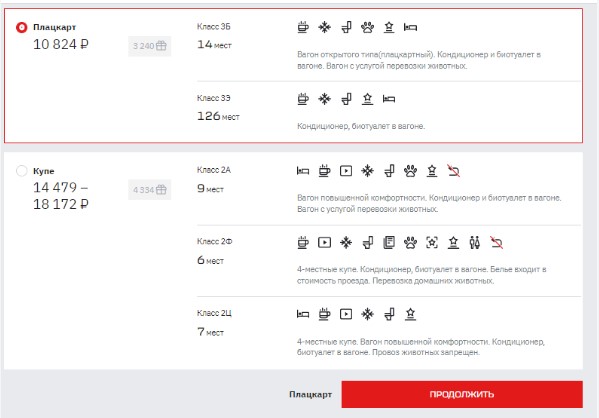 Плацкарт
10 824 ₽
3 240
Класс 3Б
14 мест
Вагон открытого типа(плацкартный). Кондиционер и биотуалет в
вагоне. Вагон с услугой перевозки животных.
Класс 3Э
126 мест
Кондиционер, биотуалет в вагоне.
Купе
14 479 –
18 172 ₽
4 334
Класс 2А
9 мест
Вагон повышенной комфортности. Кондиционер и биотуалет в вагоне.
Вагон с услугой перевозки животных.
Класс 2Ф
6 мест
4-местные купе. Кондиционер, биотуалет в вагоне. Белье входит в
стоимость проезда. Перевозка домашних животных.
Класс 2Ц
7 мест
4-местные купе. Вагон повышенной комфортности. Кондиционер,
биотуалет в вагоне. Провоз животных запрещен.
Плацкарт
ПРОДОЛЖИТЬ